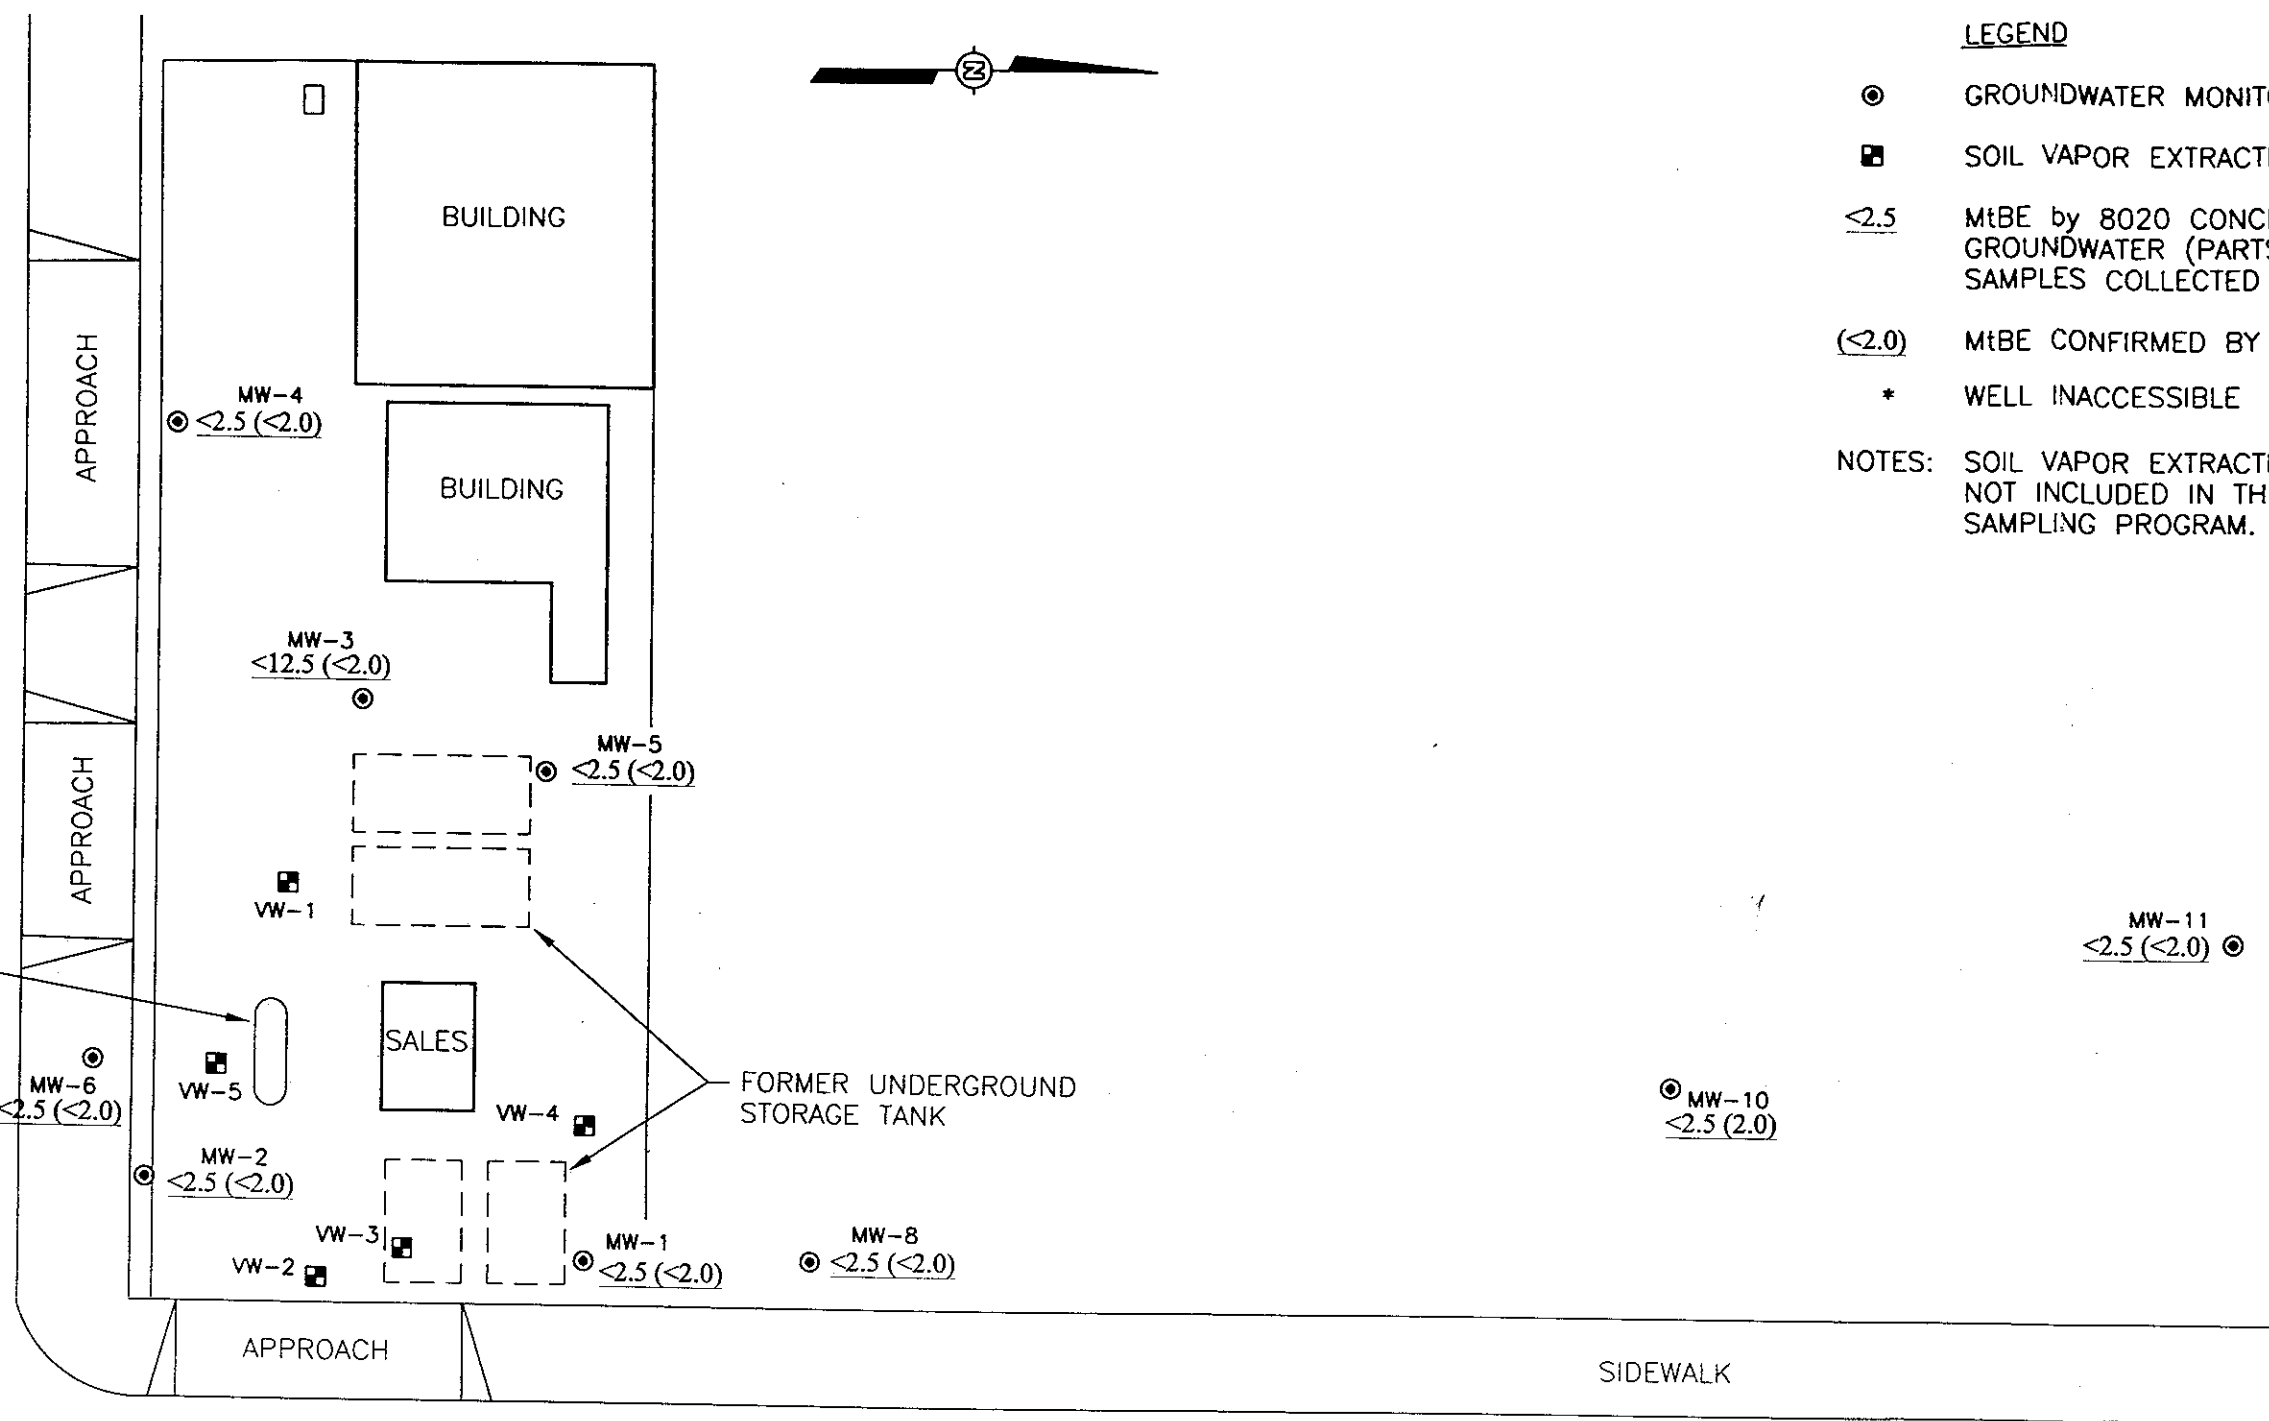 N
LEGEND
GROUNDWATER MONIT
SOIL VAPOR EXTRACT
<2.5 MtBE by 8020 CONC
GROUNDWATER (PARTS
SAMPLES COLLECTED
(<2.0) MtBE CONFIRMED BY
* WELL INACCESSIBLE
NOTES: SOIL VAPOR EXTRACT
NOT INCLUDED IN TH
SAMPLING PROGRAM.
BUILDING
APPROACH
MW-4
<2.5 (<2.0)
BUILDING
MW-3
<12.5 (<2.0)
MW-5
<2.5 (<2.0)
APPROACH
VW-1
MW-11
<2.5 (<2.0)
SALES
MW-6
<2.5 (<2.0)
VW-5
VW-4
FORMER UNDERGROUND
STORAGE TANK
MW-10
<2.5 (2.0)
MW-2
<2.5 (<2.0)
VW-3
VW-2
MW-1
<2.5 (<2.0)
MW-8
<2.5 (<2.0)
APPROACH
SIDEWALK